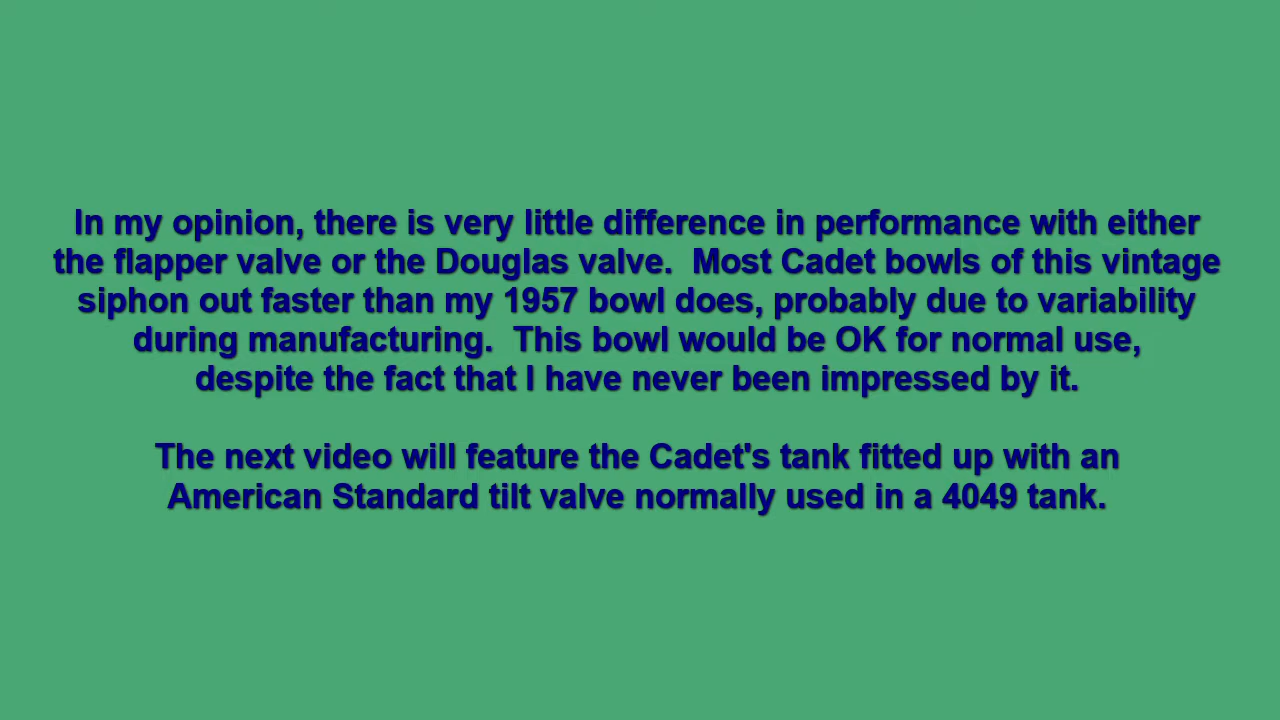 In my opinion, there is very little difference in performance with either
the flapper valve or the Douglas valve.  Most Cadet bowls of this vintage
siphon out faster than my 1957 bowl does, probably due to variability
during manufacturing.  This bowl would be OK for normal use,
despite the fact that I have never been impressed by it.
The next video will feature the Cadet's tank fitted up with an
American Standard tilt valve normally used in a 4049 tank.